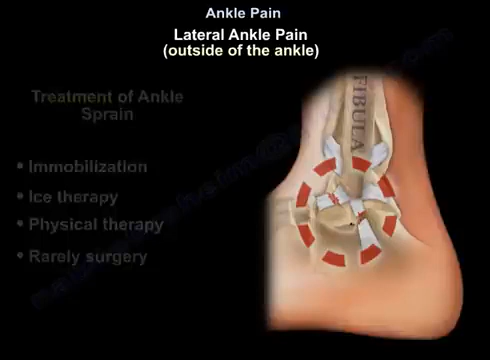 Ankle Pain
Lateral Ankle Pain
(outside of the ankle)
Treatment of Ankle
Sprain
• Immobilization
• Ice therapy
• Physical therapy
• Rarely surgery
FIBULA